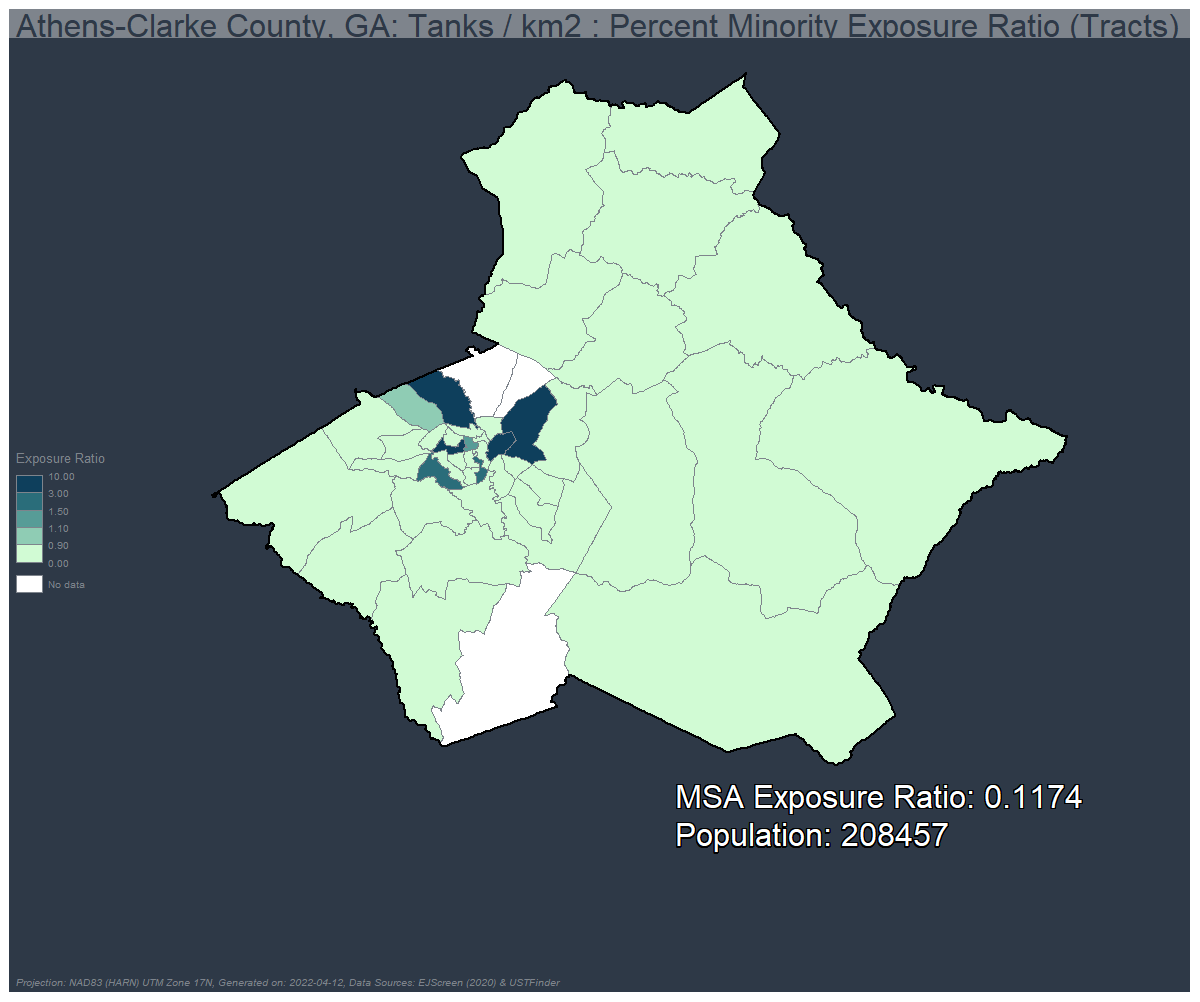 Athens-Clarke County, GA: Tanks / km2 : Percent Minority Exposure Ratio (Tracts)
Exposure Ratio
10.00
3.00
1.50
1.10
0.90
0.00
No data
MSA Exposure Ratio: 0.1174
Population: 208457
Projection: NAD83 (HARN) UTM Zone 17N, Generated on: 2022-04-12, Data Sources: EJScreen (2020) & USTFinder